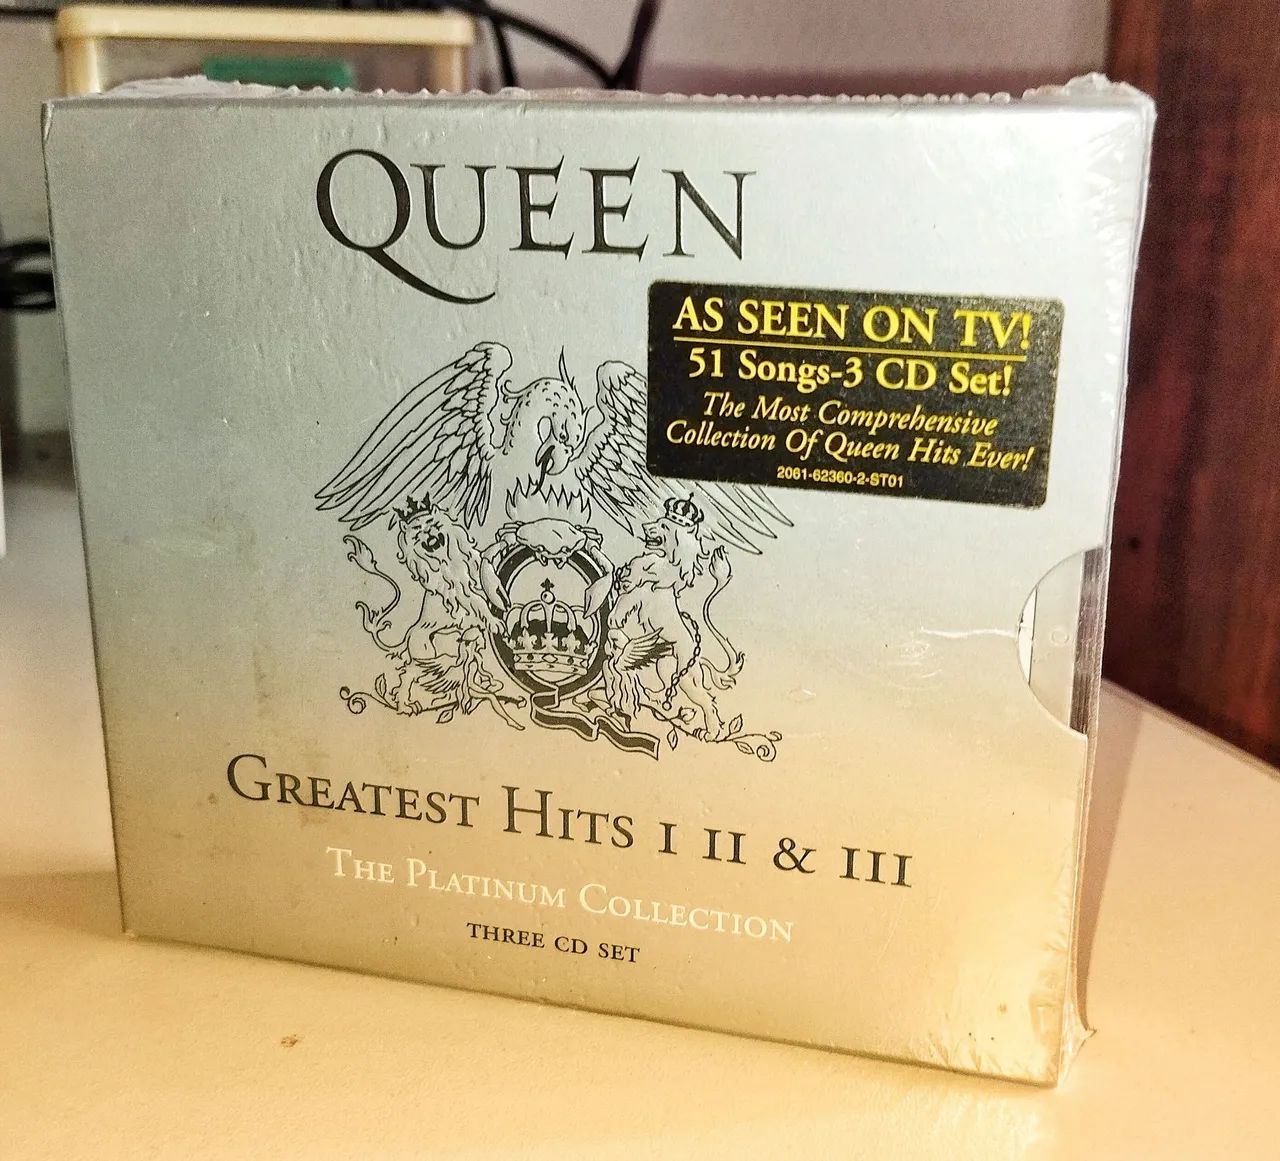 QUEEN
AS SEEN ON TV!
51 Songs-3 CD Set!
The Most Comprehensive
Collection Of Queen Hits Ever!
2061-62360-2-ST01
GREATEST HITS I II & III
THE PLATINUM COLLECTION
THREE CD SET